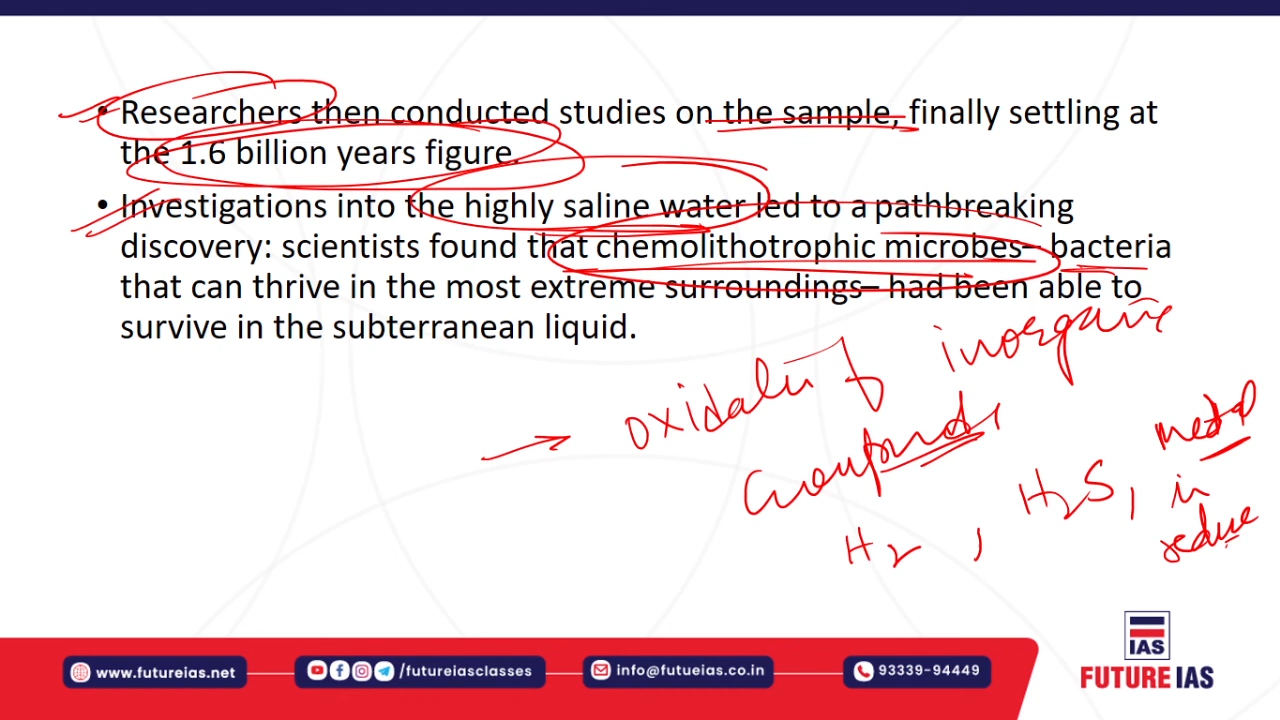 • Researchers then conducted studies on the sample, finally settling at
the 1.6 billion years figure.
• Investigations into the highly saline water led to a pathbreaking
discovery: scientists found that chemolithotrophic microbes– bacteria
that can thrive in the most extreme surroundings– had been able to
survive in the subterranean liquid.
→ oxidation of inorganic
Compounds
H2 , H2S, metal
in
reduce
IAS
FUTURE IAS
www.futureias.net
/futureiasclasses
info@futueias.co.in
93339-94449